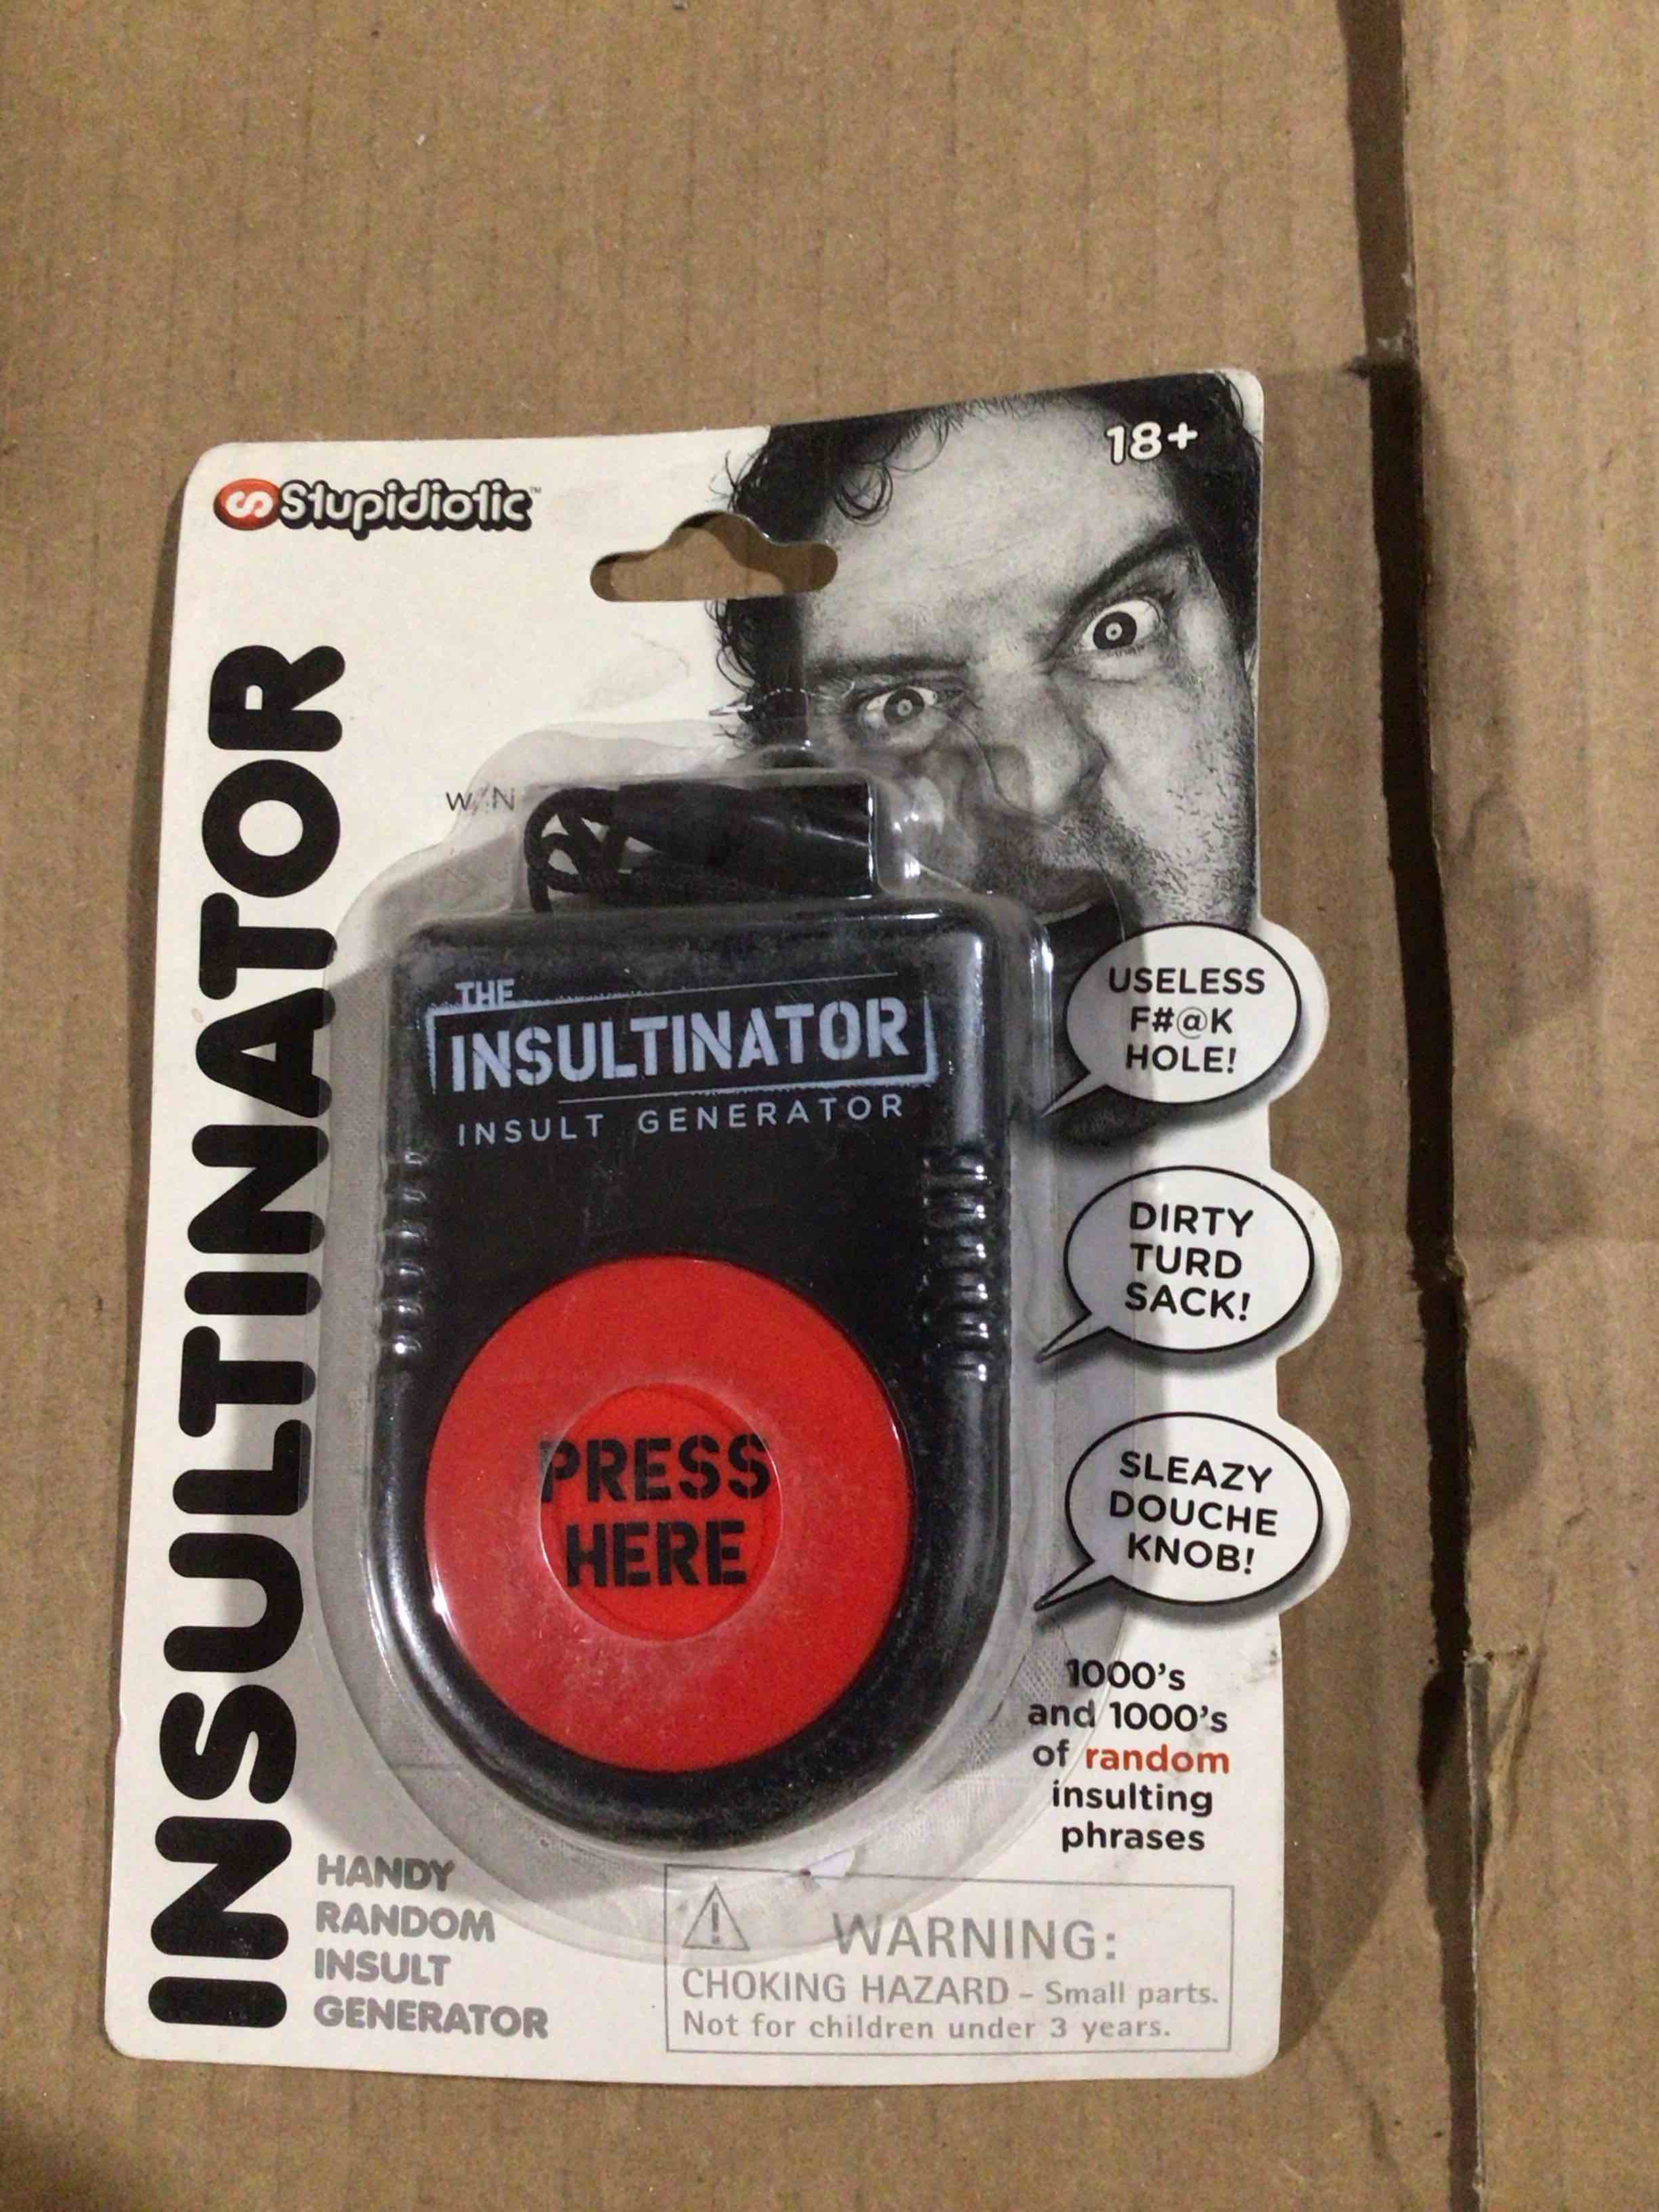 18+
S Stupidiotic™
INSULTINATOR
W/N
THE
INSULTINATOR
INSULT GENERATOR
PRESS
HERE
USELESS
F#@K
HOLE!
DIRTY
TURD
SACK!
SLEAZY
DOUCHE
KNOB!
1000's
and 1000's
of random
insulting
phrases
HANDY
RANDOM
INSULT
GENERATOR
WARNING:
CHOKING HAZARD - Small parts.
Not for children under 3 years.